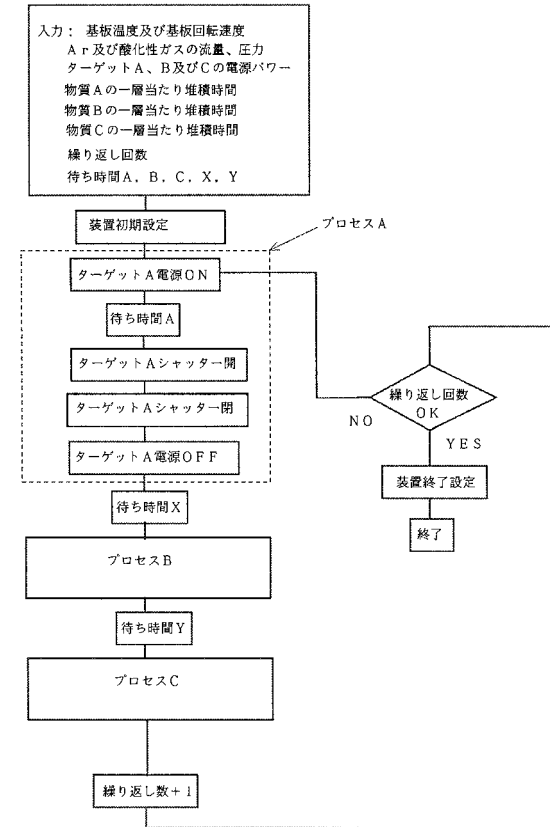 入力： 基板温度及び基板回転速度
Ａｒ及び酸化性ガスの流量、圧力
ターゲットＡ、Ｂ及びＣの電源パワー
物質Ａの一層当たり堆積時間
物質Ｂの一層当たり堆積時間
物質Ｃの一層当たり堆積時間
繰り返し回数
待ち時間Ａ，Ｂ，Ｃ，Ｘ，Ｙ
装置初期設定
プロセスＡ
ターゲットＡ電源ＯＮ
待ち時間Ａ
ターゲットＡシャッター開
ターゲットＡシャッター閉
ターゲットＡ電源ＯＦＦ
待ち時間Ｘ
プロセスＢ
待ち時間Ｙ
プロセスＣ
繰り返し数＋１
繰り返し回数
ＯＫ
ＮＯ
ＹＥＳ
装置終了設定
終了